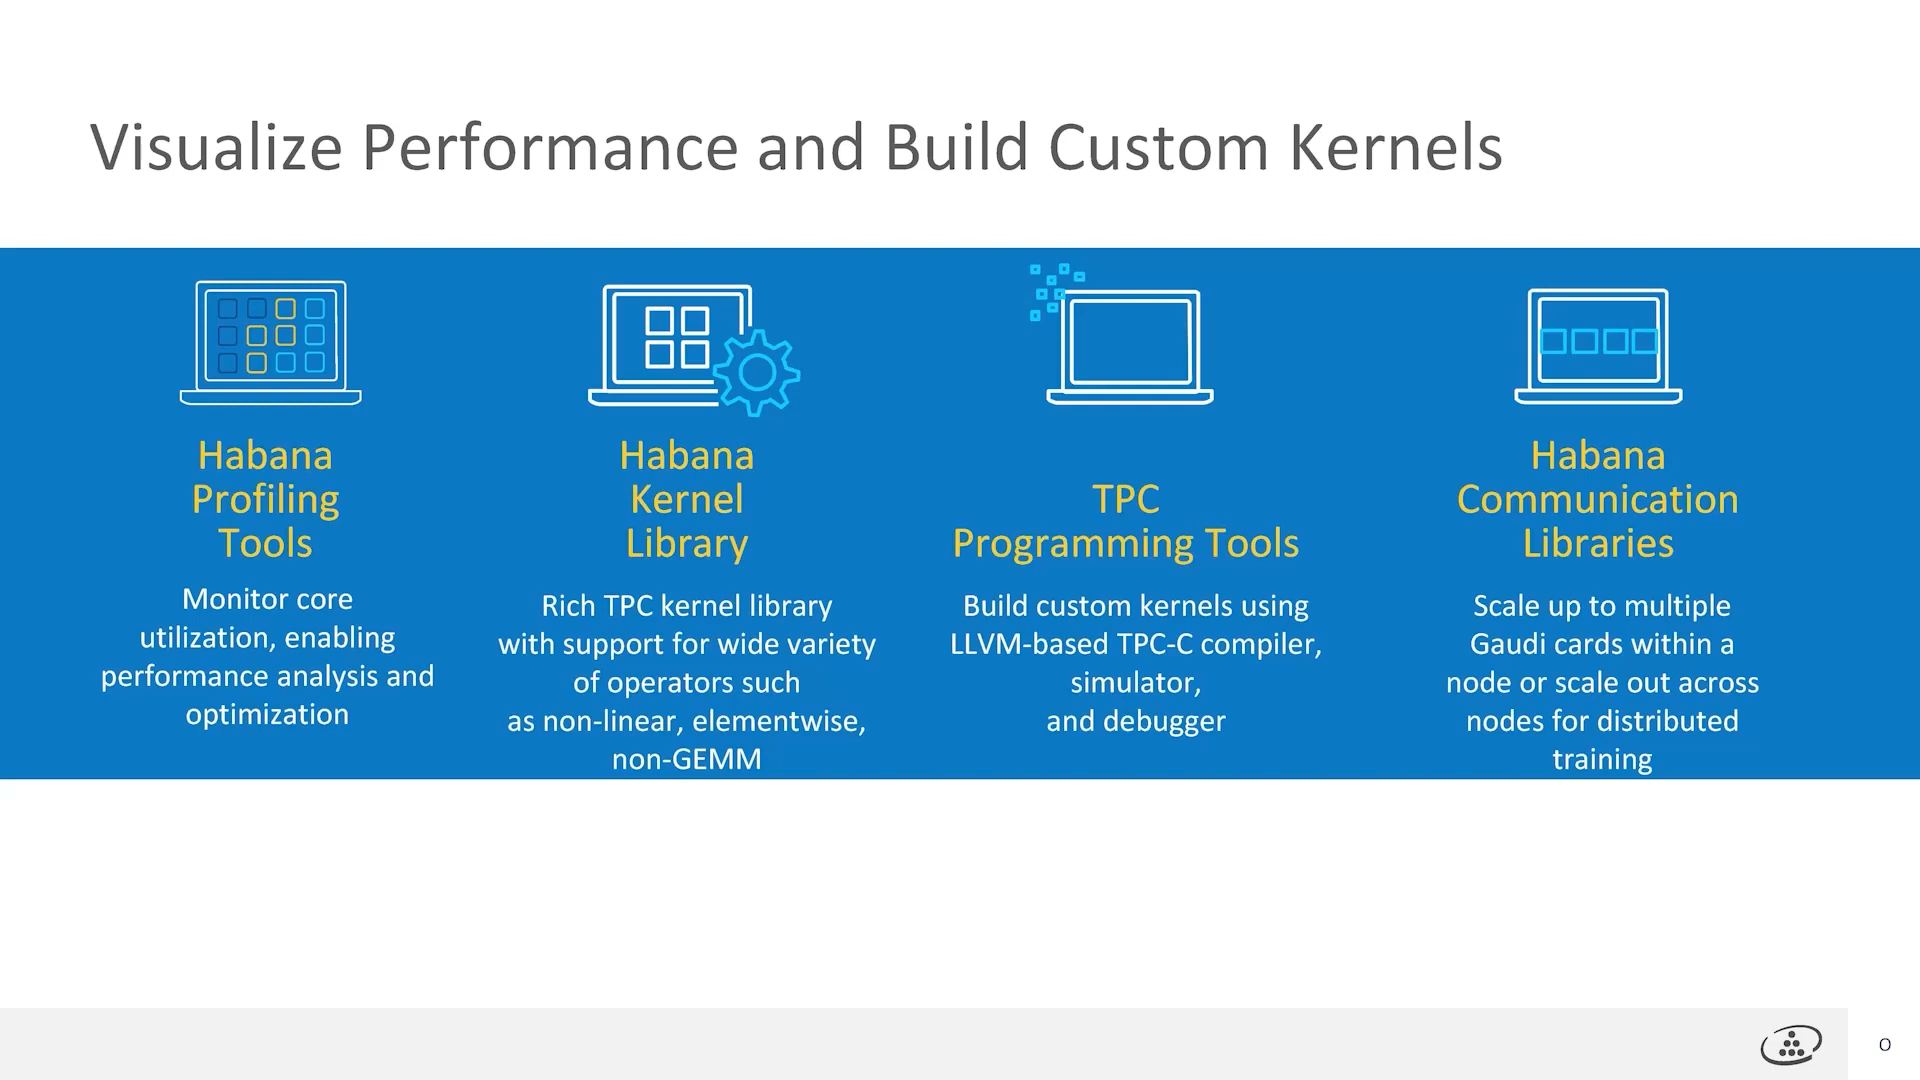 Visualize Performance and Build Custom Kernels
Habana
Profiling
Tools
Monitor core
utilization, enabling
performance analysis and
optimization
Habana
Kernel
Library
Rich TPC kernel library
with support for wide variety
of operators such
as non-linear, elementwise,
non-GEMM
TPC
Programming Tools
Build custom kernels using
LLVM-based TPC-C compiler,
simulator,
and debugger
Habana
Communication
Libraries
Scale up to multiple
Gaudi cards within a
node or scale out across
nodes for distributed
training